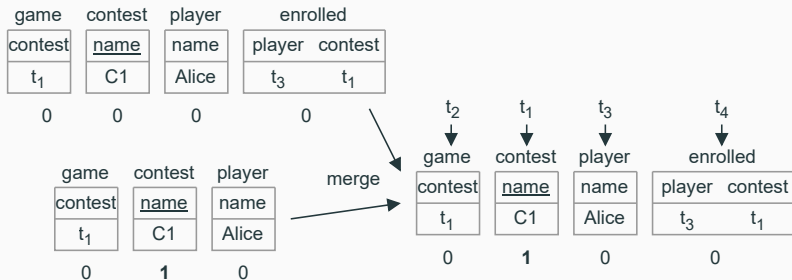 game contest player enrolled
contest name name player contest
t₁ C1 Alice t₃ t₁
0 0 0 0
game contest player
contest name name
t₁ C1 Alice
0 1 0
merge
t₂ t₁ t₃ t₄
game contest player enrolled
contest name name player contest
t₁ C1 Alice t₃ t₁
0 1 0 0